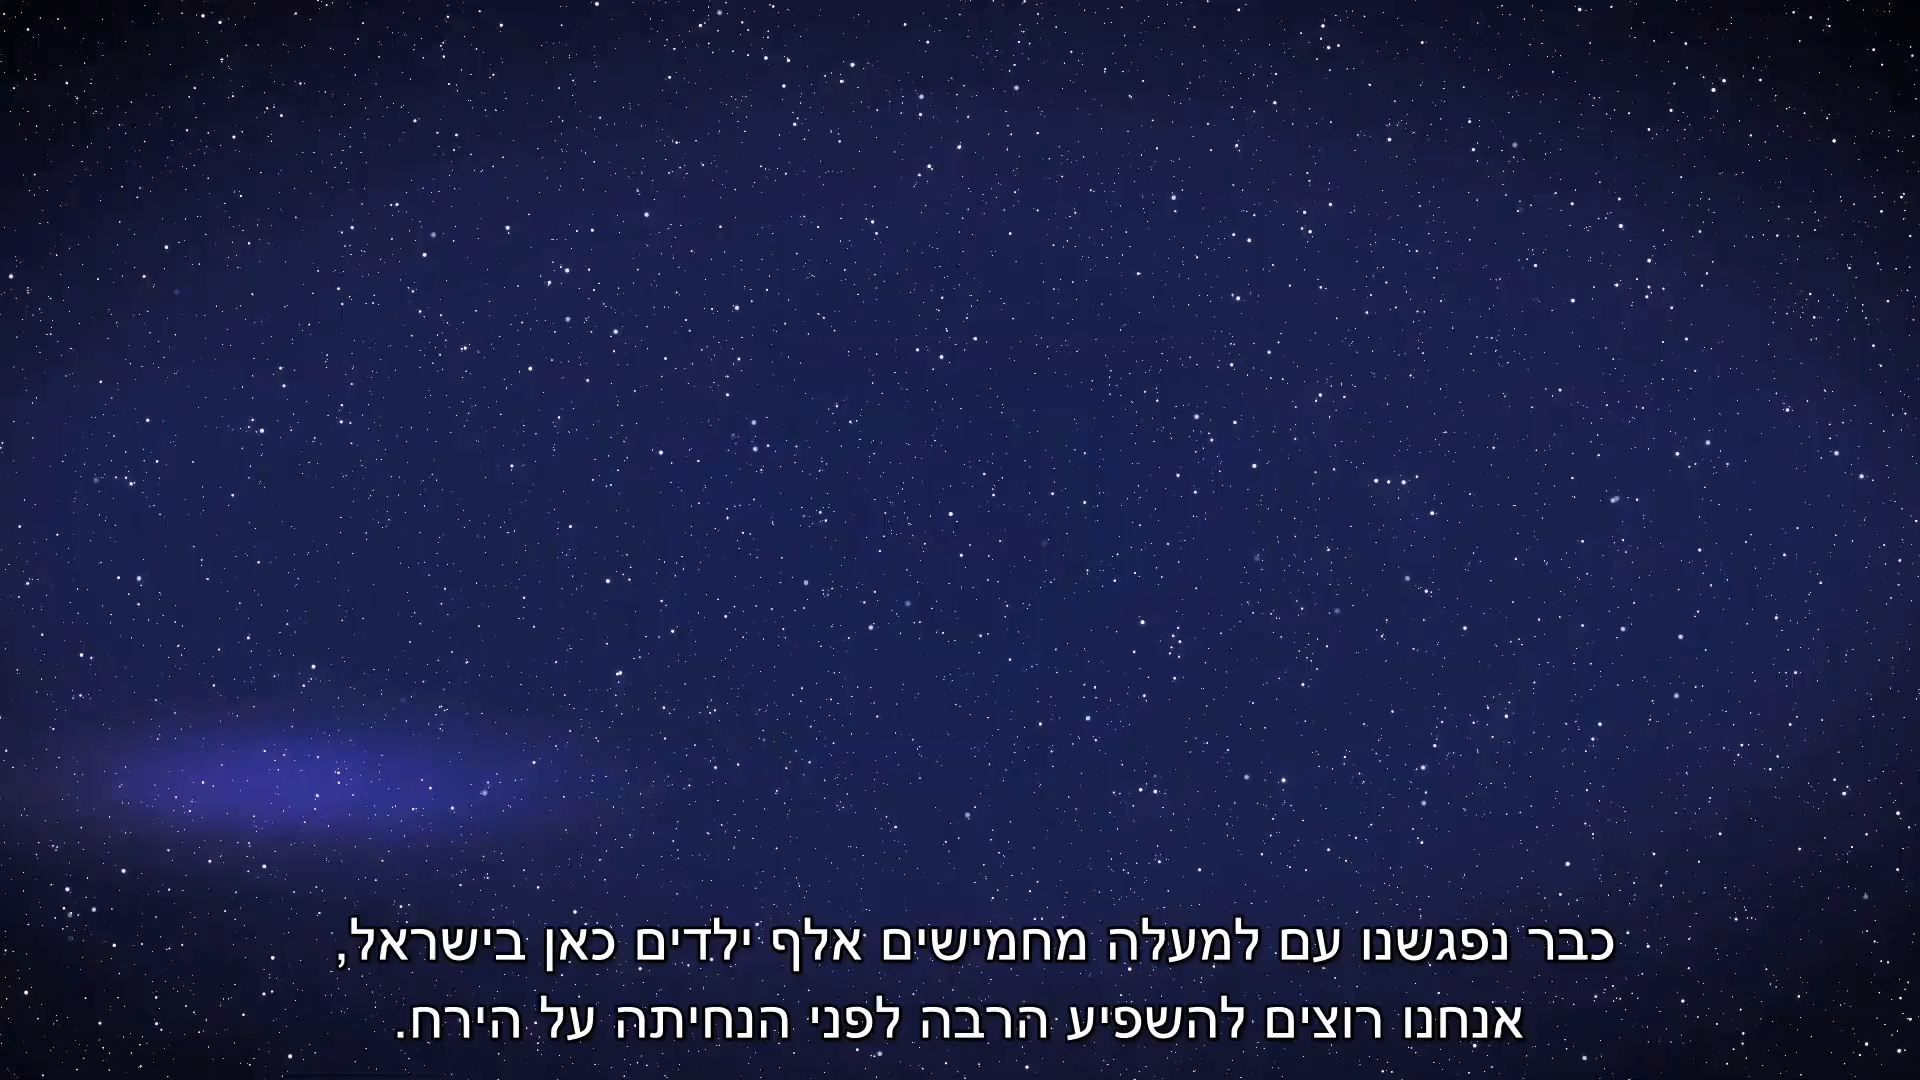 כבר נפגשנו עם למעלה מחמישים אלף ילדים כאן בישראל,
אנחנו רוצים להשפיע הרבה לפני הנחיתה על הירח.